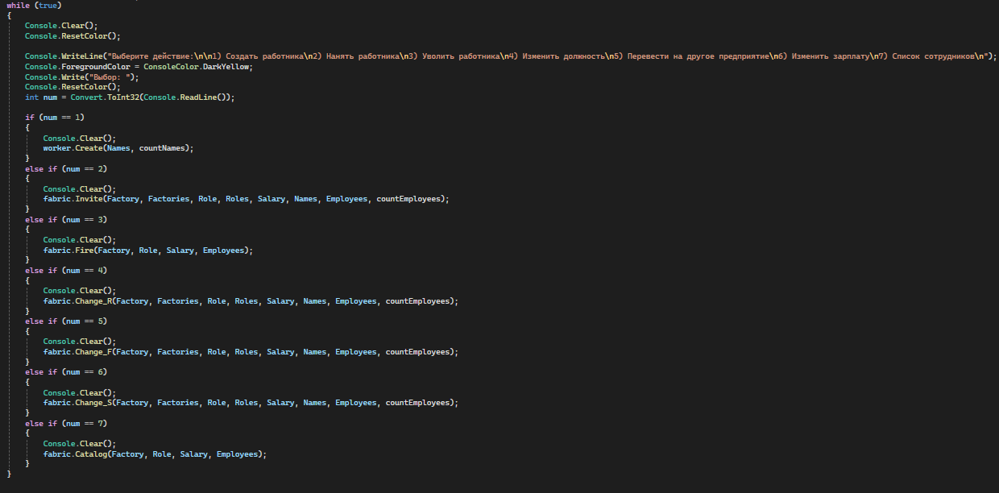 while (true)
{
Console.Clear();
Console.ResetColor();
Console.WriteLine("Выберите действие:\n\n1) Создать работника\n2) Нанять работника\n3) Уволить работника\n4) Изменить должность\n5) Перевести на другое предприятие\n6) Изменить зарплату\n7) Список сотрудников\n");
Console.ForegroundColor = ConsoleColor.DarkYellow;
Console.Write("Выбор: ");
Console.ResetColor();
int num = Convert.ToInt32(Console.ReadLine());
if (num == 1)
{
Console.Clear();
worker.Create(Names, countNames);
}
else if (num == 2)
{
Console.Clear();
fabric.Invite(Factory, Factories, Role, Roles, Salary, Names, Employees, countEmployees);
}
else if (num == 3)
{
Console.Clear();
fabric.Fire(Factory, Role, Salary, Employees);
}
else if (num == 4)
{
Console.Clear();
fabric.Change_R(Factory, Factories, Role, Roles, Salary, Names, Employees, countEmployees);
}
else if (num == 5)
{
Console.Clear();
fabric.Change_F(Factory, Factories, Role, Roles, Salary, Names, Employees, countEmployees);
}
else if (num == 6)
{
Console.Clear();
fabric.Change_S(Factory, Factories, Role, Roles, Salary, Names, Employees, countEmployees);
}
else if (num == 7)
{
Console.Clear();
fabric.Catalog(Factory, Role, Salary, Employees);
}
}